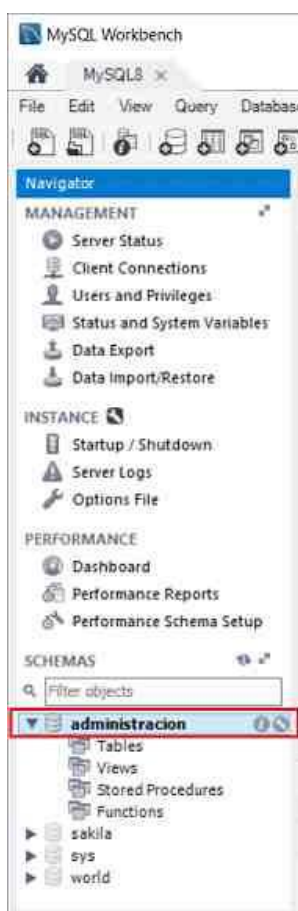 MySQL Workbench
MySQL8
File Edit View Query
Navigator
MANAGEMENT
Server Status
Client Connections
Users and Privileges
Status and System Variables
Data Export
Data Import/Restore
INSTANCE
Startup / Shutdown
Server Logs
Options File
PERFORMANCE
Dashboard
Performance Reports
Performance Schema Setup
SCHEMAS
Filter objects
administracion
Tables
Views
Stored Procedures
Functions
sakila
sys
world